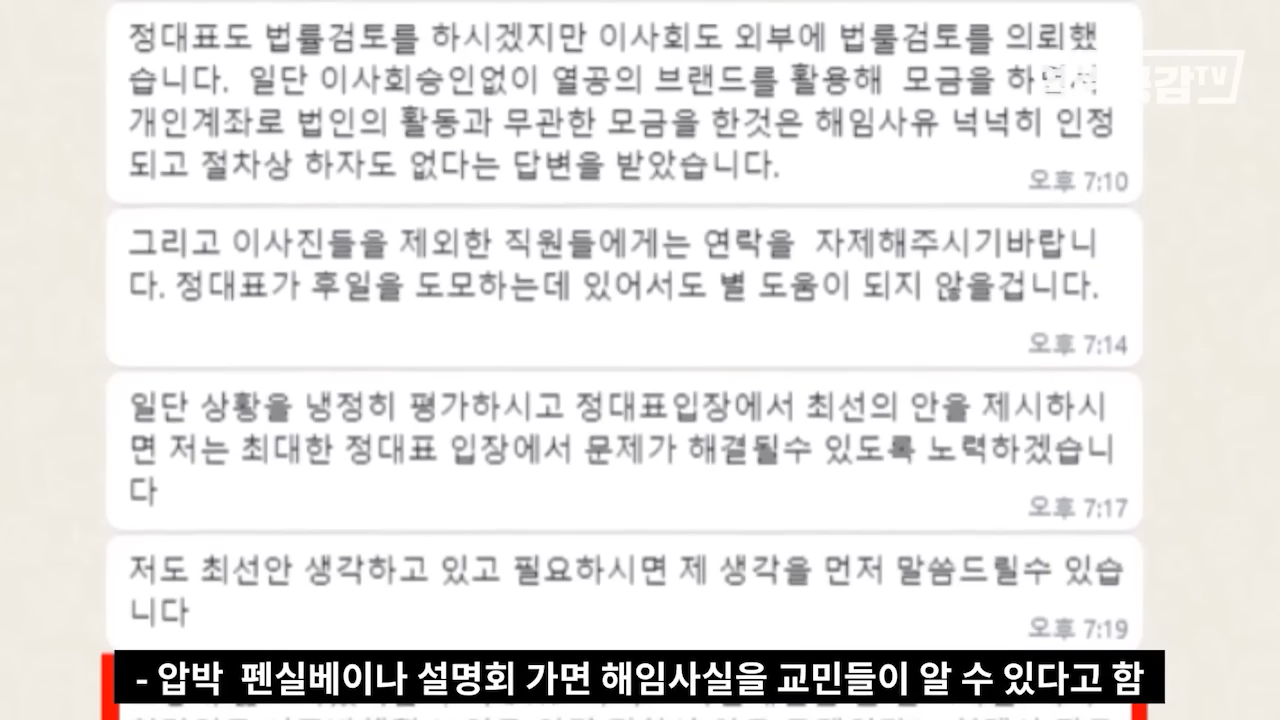 정대표도 법률검토를 하시겠지만 이사회도 외부에 법룰검토를 의뢰했
습니다. 일단 이사회승인없이 열공의 브랜드를 활용해 모금을
공감TV
개인계좌로 법인의 활동과 무관한 모금을 한것은 해임사유 넉넉히 인정
되고 절차상 하자도 없다는 답변을 받았습니다.
오후 7:10
그리고 이사진들을 제외한 직원들에게는 연락을 자제해주시기바랍니
다. 정대표가 후일을 도모하는데 있어서도 별 도움이 되지 않을겁니다.
오후 7:14
일단 상황을 냉정히 평가하시고 정대표입장에서 최선의 안을 제시하시
면 저는 최대한 정대표 입장에서 문제가 해결될수 있도록 노력하겠습니
다
오후 7:17
저도 최선안 생각하고 있고 필요하시면 제 생각을 먼저 말씀드릴수 있습
니다
오후 7:19
- 압박 펜실베이나 설명회 가면 해임사실을 교민들이 알 수 있다고 함